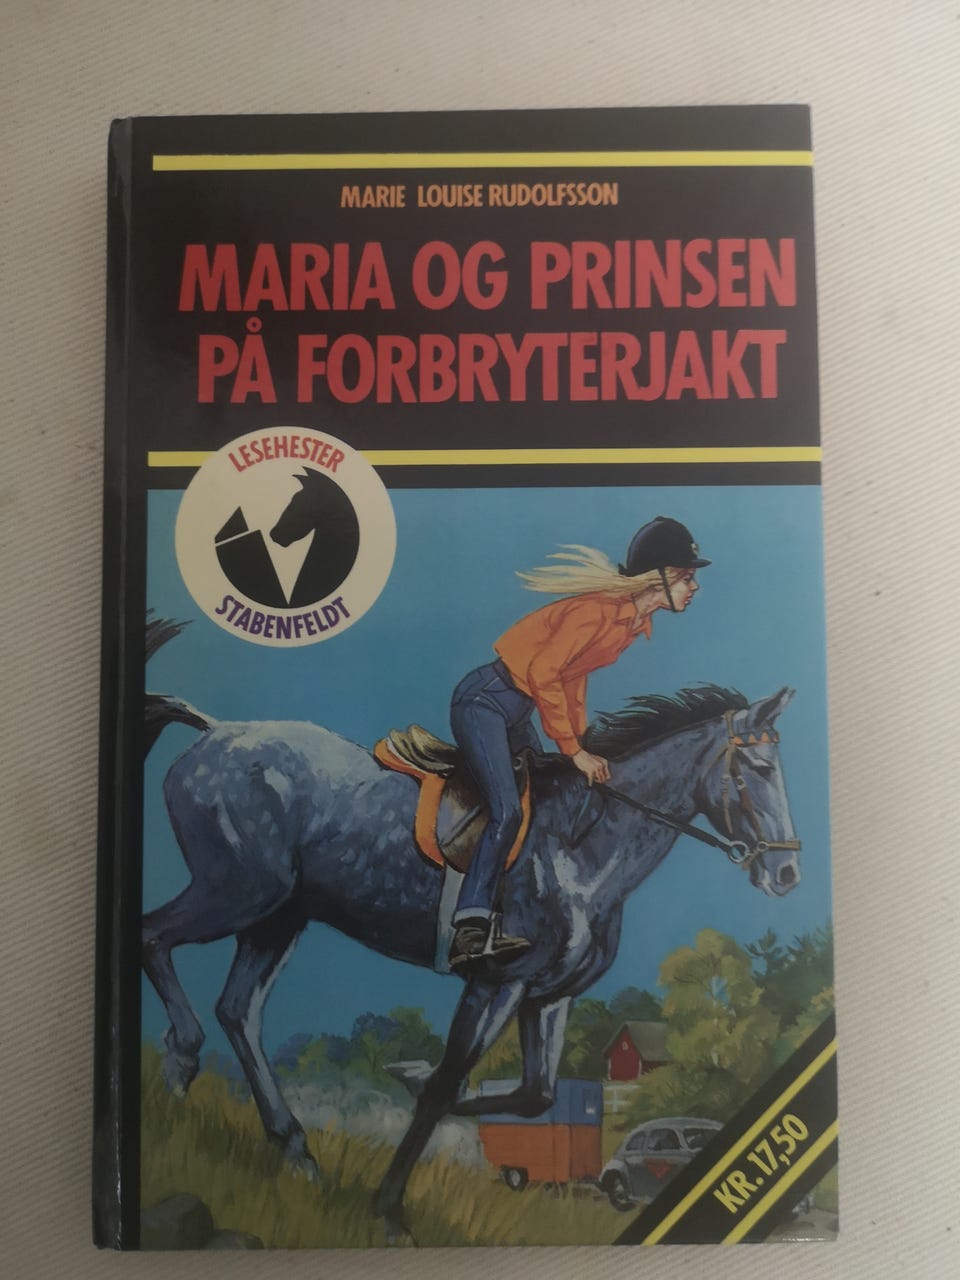 MARIE LOUISE RUDOLFSSON
MARIA OG PRINSEN
PÅ FORBRYTERJAKT
LESEHESTER
STABENFELDT
KR. 17,50